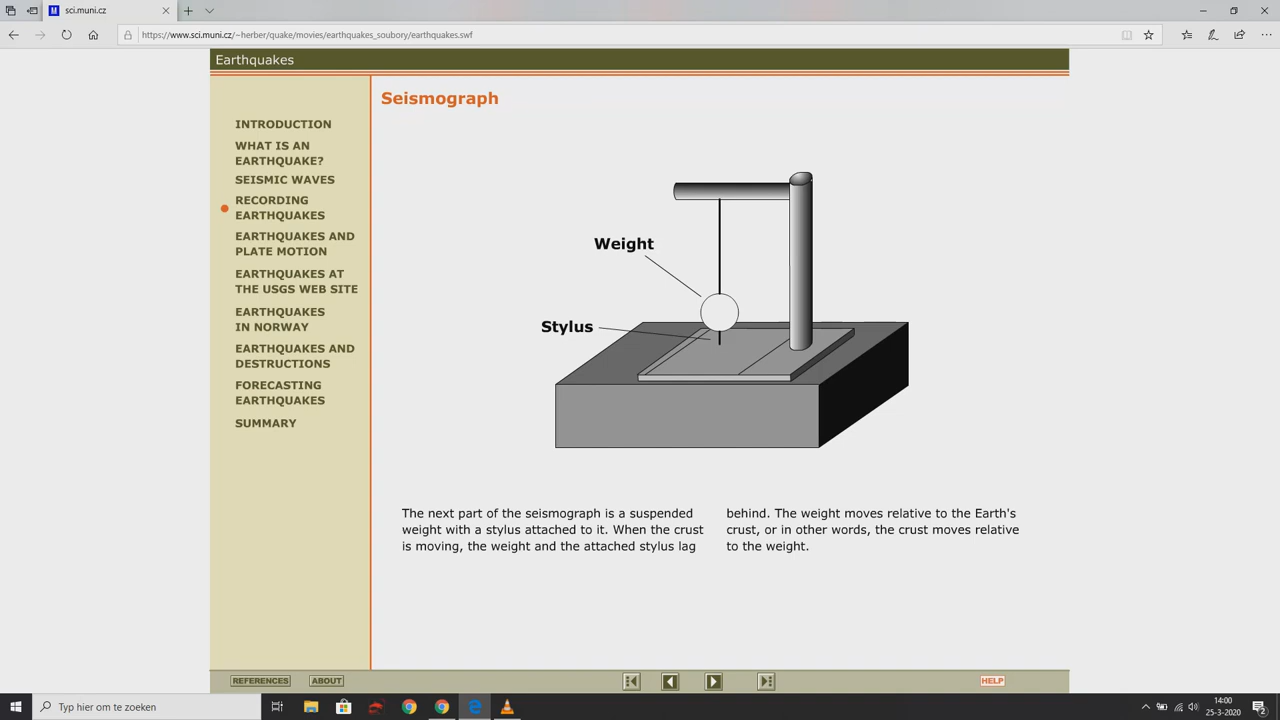 sci.muni.cz
https://www.sci.muni.cz/~herber/quake/movies/earthquakes_soubory/earthquakes.swf
Earthquakes
INTRODUCTION
WHAT IS AN
EARTHQUAKE?
SEISMIC WAVES
RECORDING
EARTHQUAKES
EARTHQUAKES AND
PLATE MOTION
EARTHQUAKES AT
THE USGS WEB SITE
EARTHQUAKES
IN NORWAY
EARTHQUAKES AND
DESTRUCTIONS
FORECASTING
EARTHQUAKES
SUMMARY
Seismograph
Weight
Stylus
The next part of the seismograph is a suspended
weight with a stylus attached to it. When the crust
is moving, the weight and the attached stylus lag
behind. The weight moves relative to the Earth's
crust, or in other words, the crust moves relative
to the weight.
REFERENCES
ABOUT
HELP
Typ hier om te zoeken
14:00
25-3-2020
2